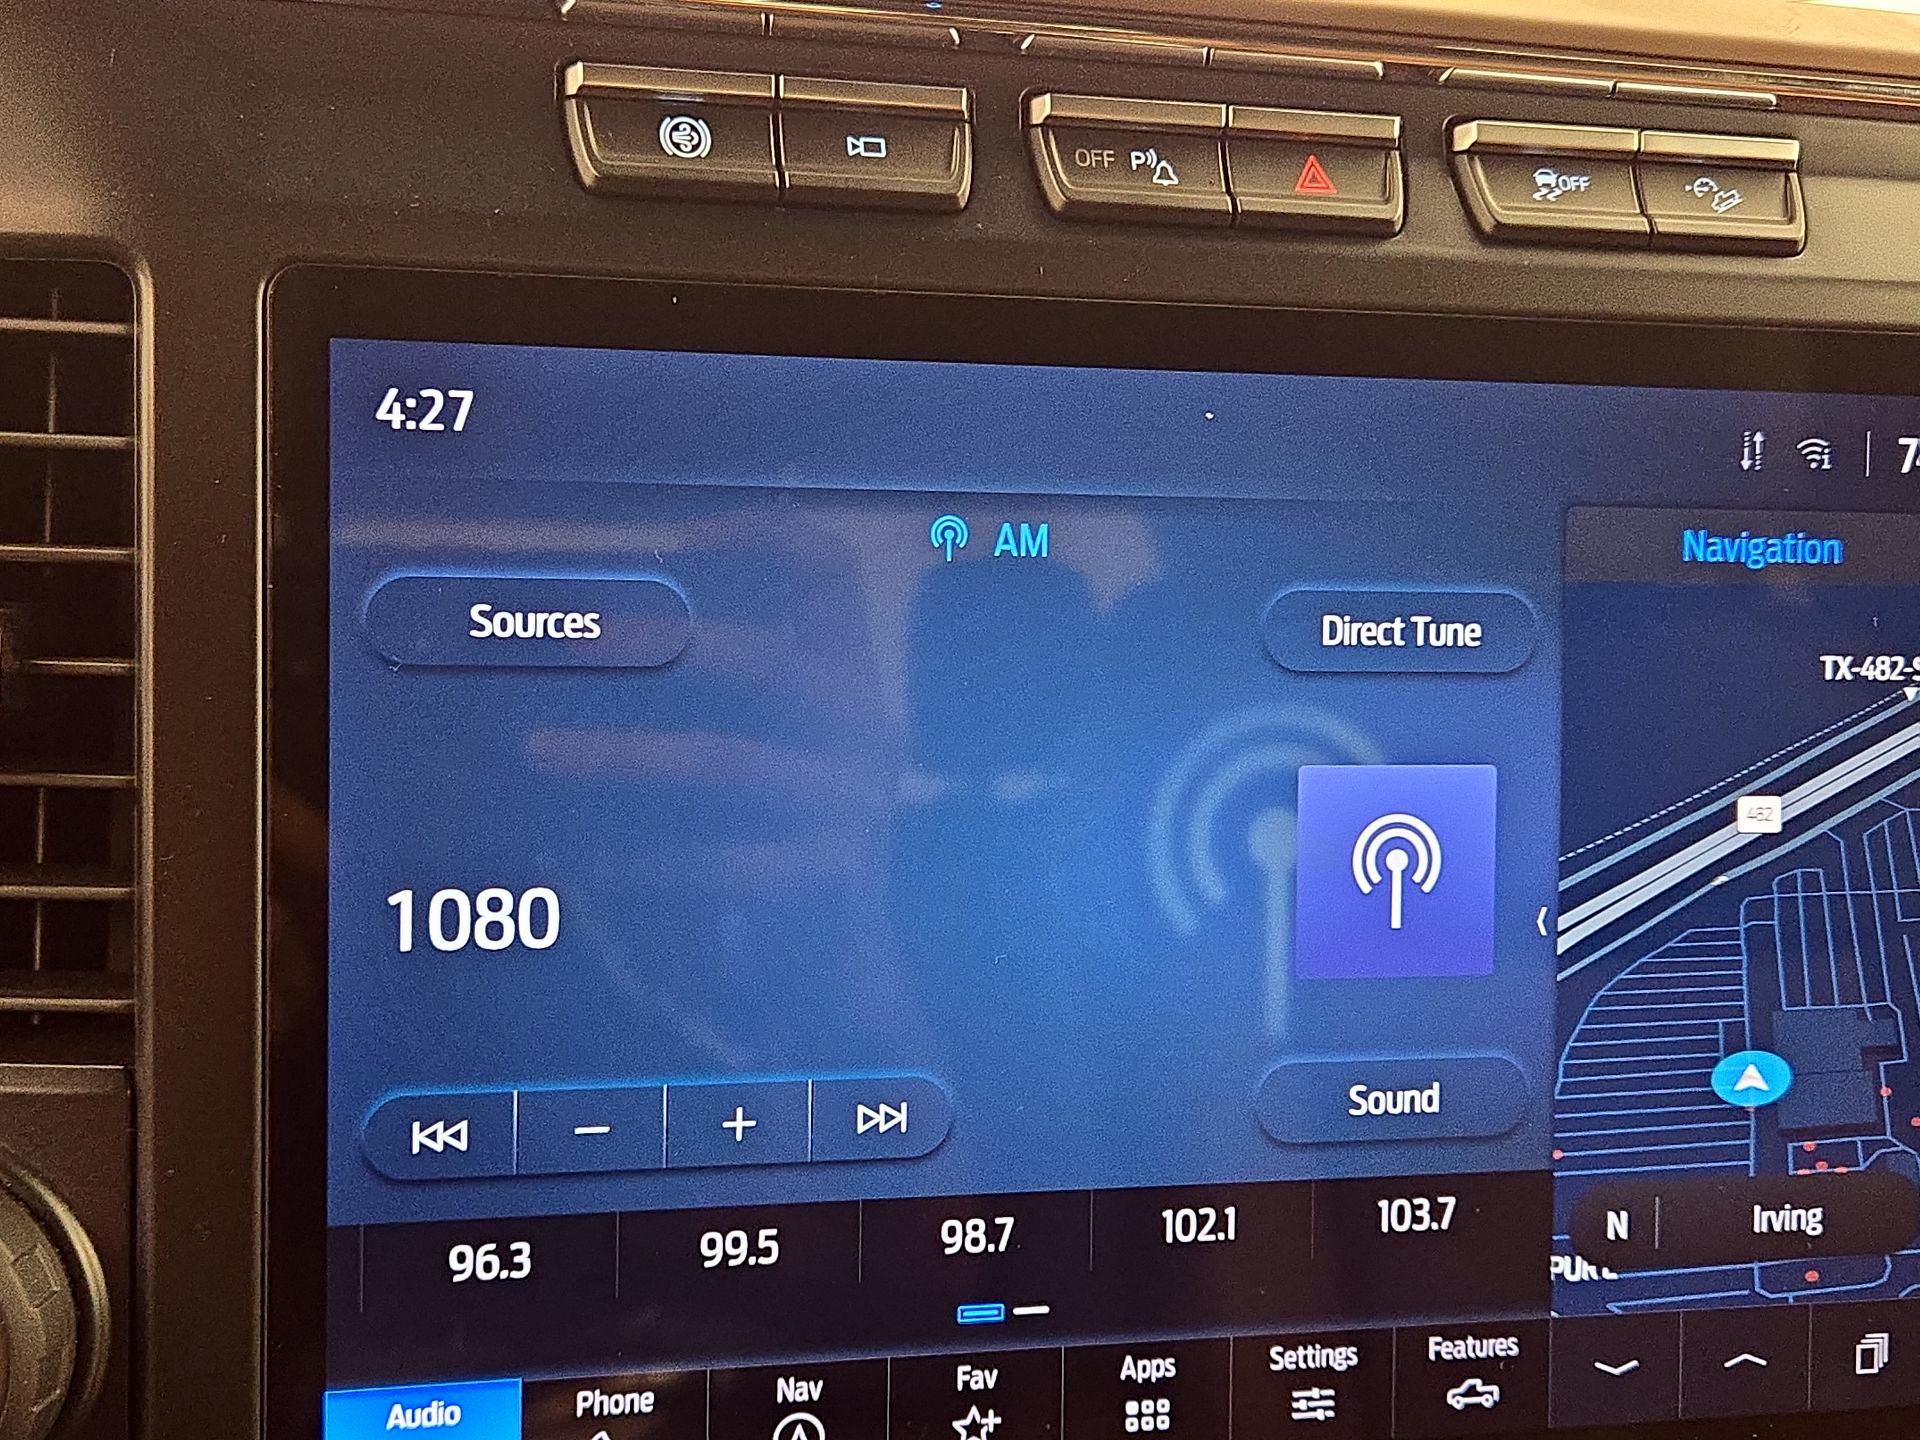 OFF P
OFF
4:27
AM
Navigation
Sources
Direct Tune
TX-482-S
482
1080
Sound
N
Irving
96.3
99.5
98.7
102.1
103.7
Audio
Phone
Nav
Fav
Apps
Settings
Features